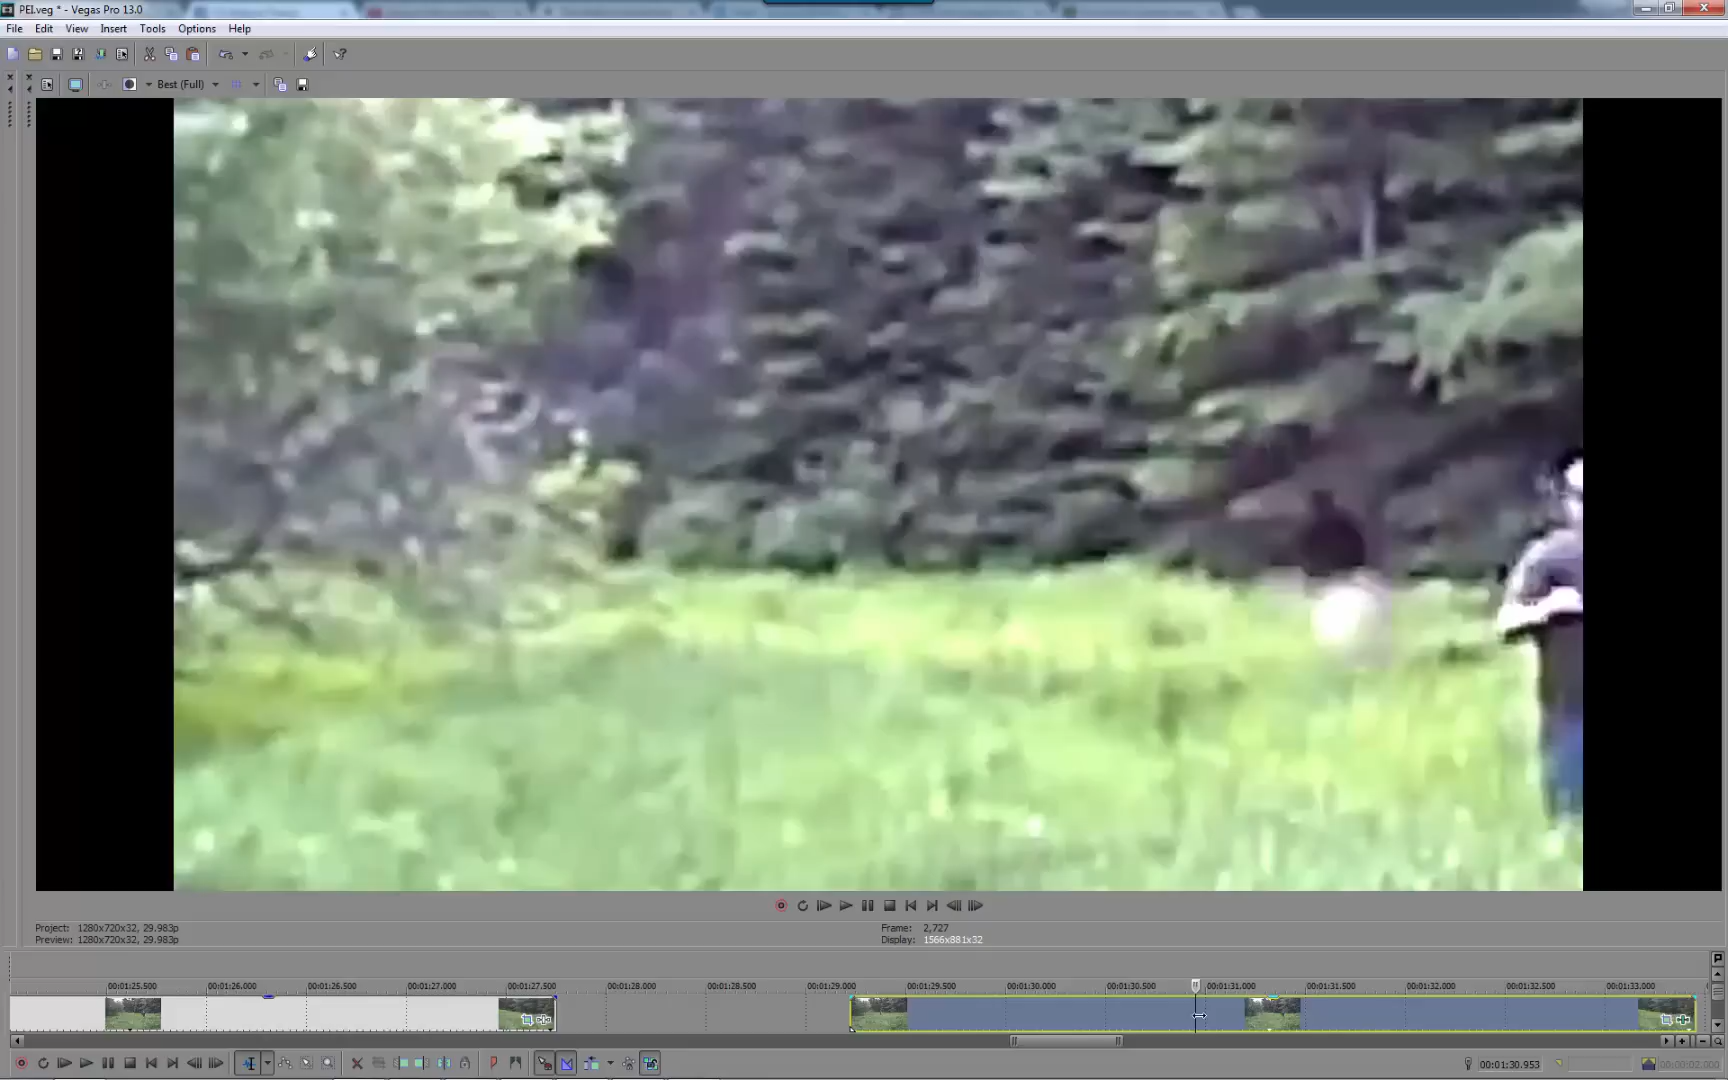 PEI.veg * - Vegas Pro 13.0
File Edit View Insert Tools Options Help
Best (Full)
Project: 1280x720x32, 29.983p
Preview: 1280x720x32, 29.983p
Frame: 2,727
Display: 1566x881x32
00:01:25.500 00:01:26.000 00:01:26.500 00:01:27.000 00:01:27.500 00:01:28.000 00:01:28.500 00:01:29.000 00:01:29.500 00:01:30.000 00:01:30.500 00:01:31.000 00:01:31.500 00:01:32.000 00:01:32.500 00:01:33.000
00:01:30.953
00:00:02.000